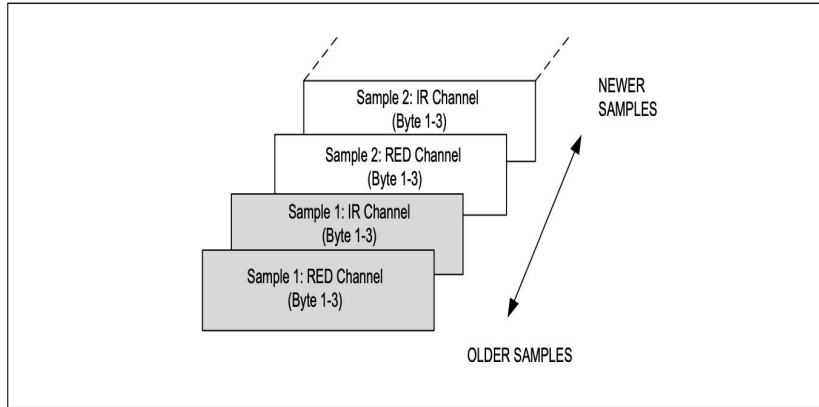 Sample 2: IR Channel
(Byte 1-3)
NEWER
SAMPLES
Sample 2: RED Channel
(Byte 1-3)
Sample 1: IR Channel
(Byte 1-3)
Sample 1: RED Channel
(Byte 1-3)
OLDER SAMPLES